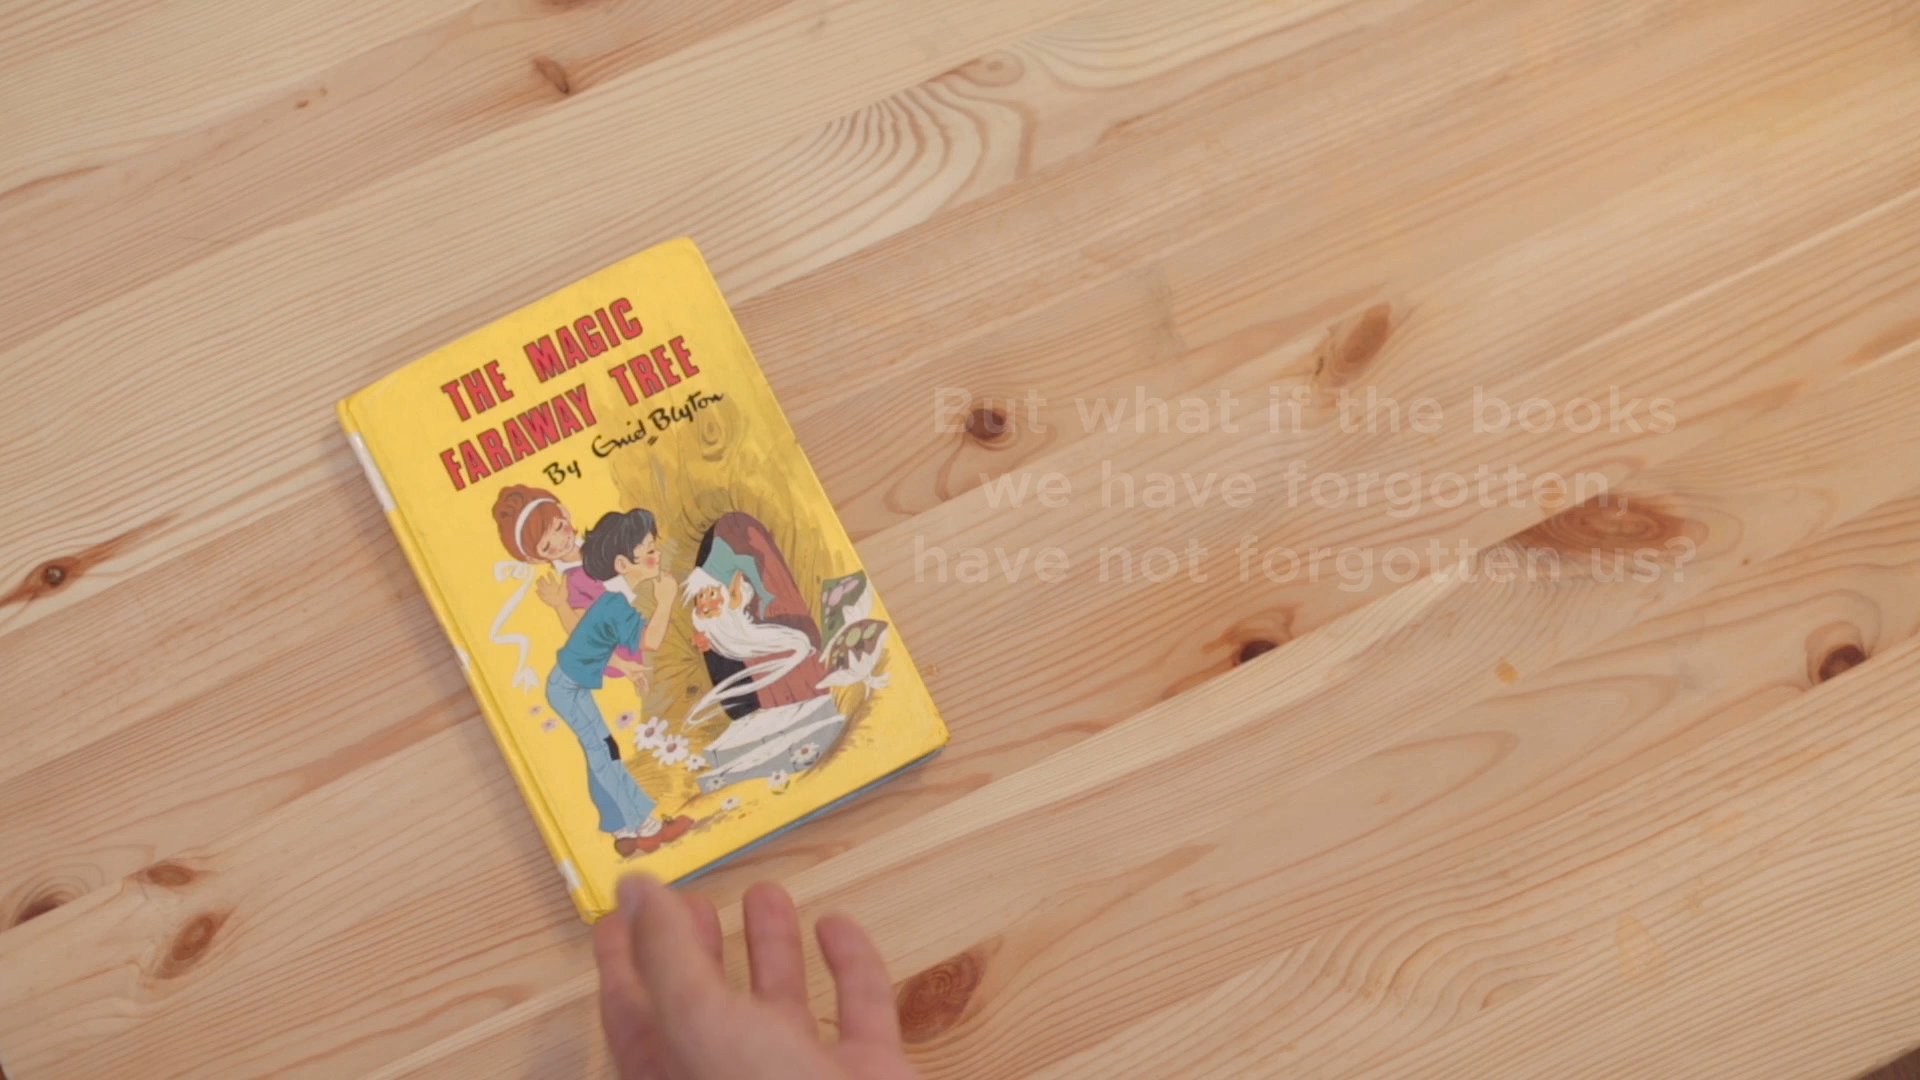 THE MAGIC
FARAWAY TREE
By Enid Blyton
But what if the books
we have forgotten,
have not forgotten us?